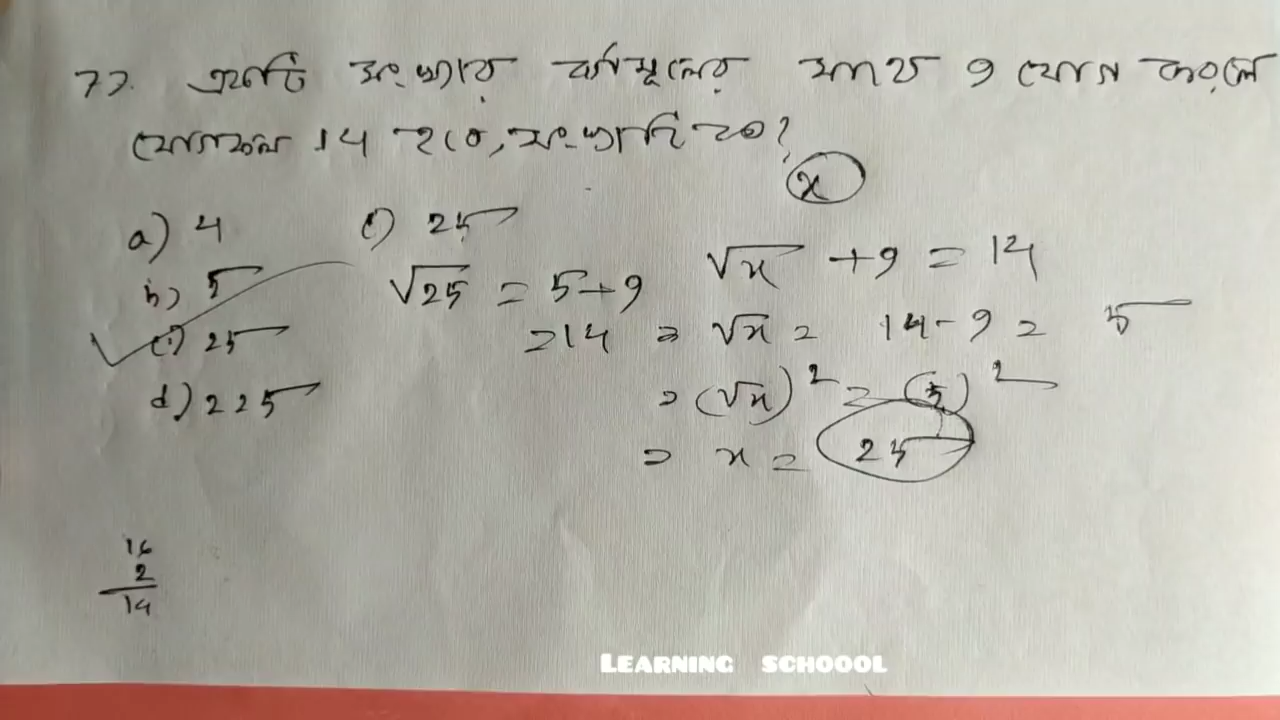 77. একটি সংখ্যার বর্গমূলের সাথে 9 যোগ করলে
যোগফল 14 হবে, সংখ্যাটি কত?
x
a) 4
b) 5
c) 25
d) 225
c) 25
√25 = 5+9
=14
√x + 9 = 14
= √x = 14-9 = 5
= (√x)² = (5)²
= x = 25
16
2
14
LEARNING SCHOOOL